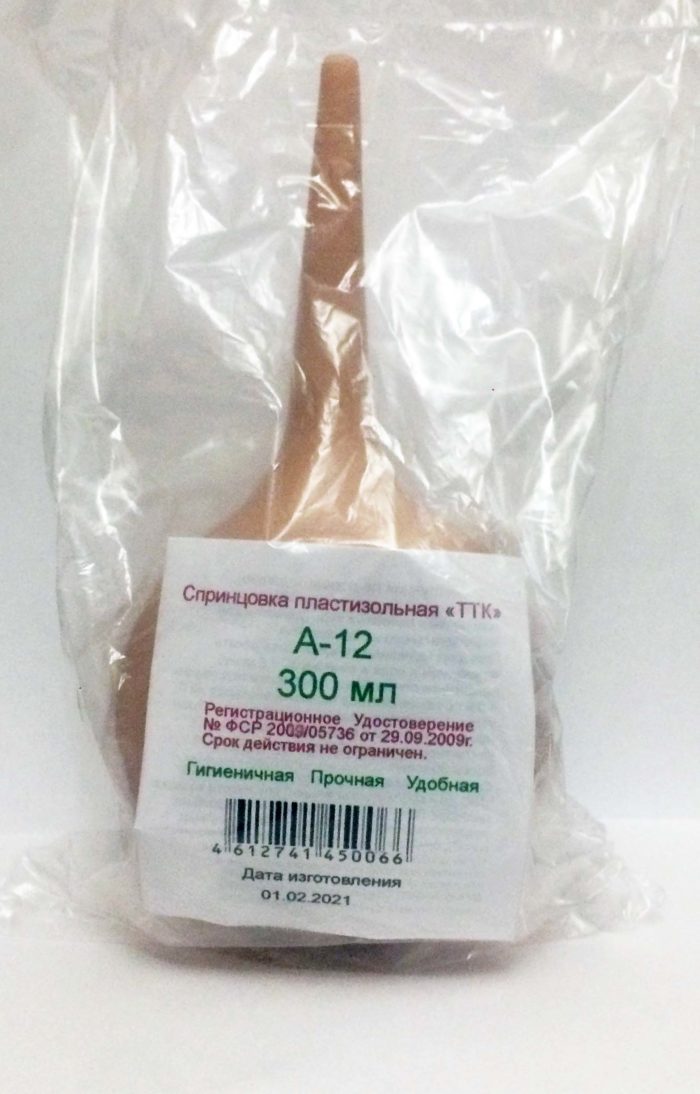 Спринцовка пластизольная «ТТК»
А-12
300 мл
Регистрационное Удостоверение
№ ФСР 2009/05736 от 29.09.2009г.
Срок действия не ограничен.
Гигиеничная Прочная Удобная
4 612741 450066
Дата изготовления
01.02.2021